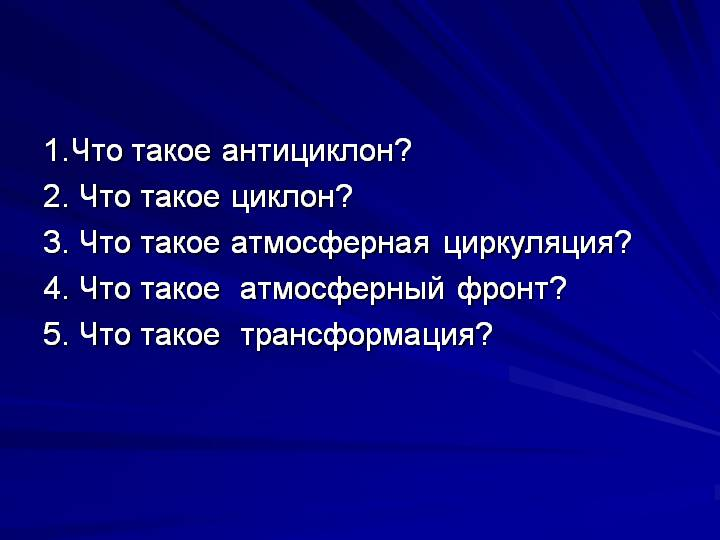 1.Что такое антициклон?
2. Что такое циклон?
3. Что такое атмосферная циркуляция?
4. Что такое  атмосферный фронт?
5. Что такое  трансформация?